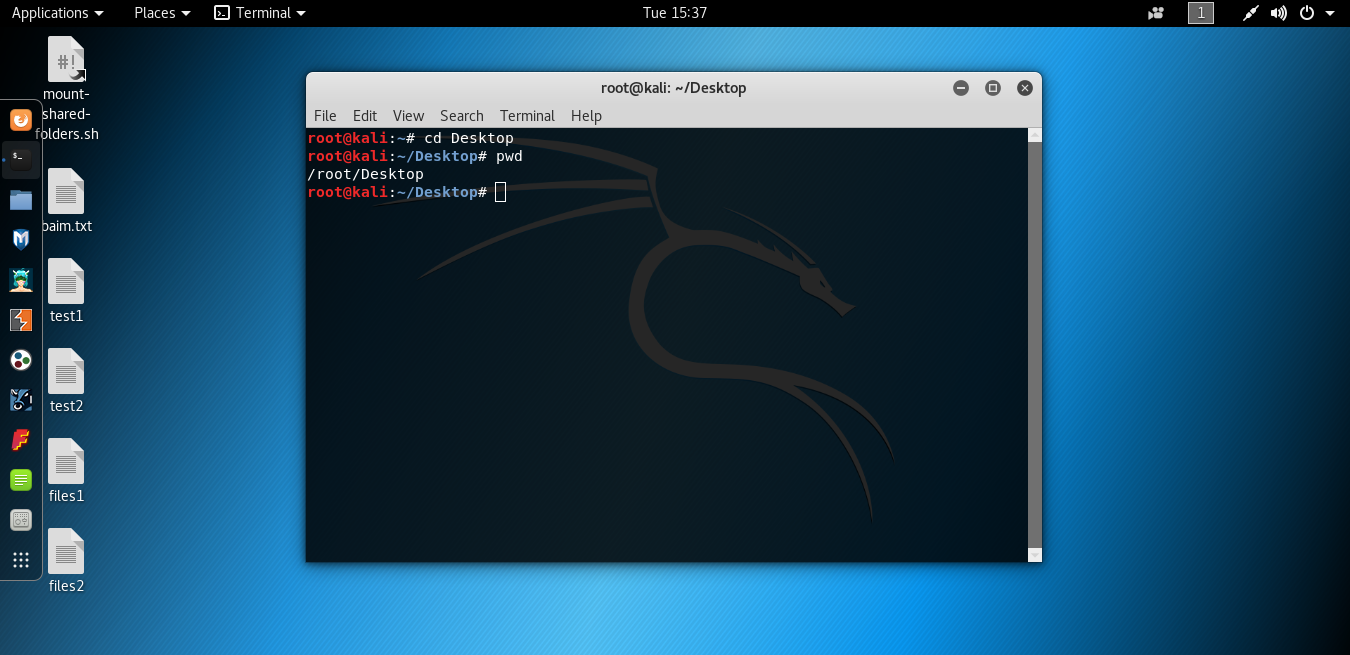 Applications Places Terminal Tue 15:37 1
#!
mount-
shared-
folders.sh
baim.txt
test1
test2
files1
files2
root@kali: ~/Desktop
File Edit View Search Terminal Help
root@kali:~# cd Desktop
root@kali:~/Desktop# pwd
/root/Desktop
root@kali:~/Desktop#